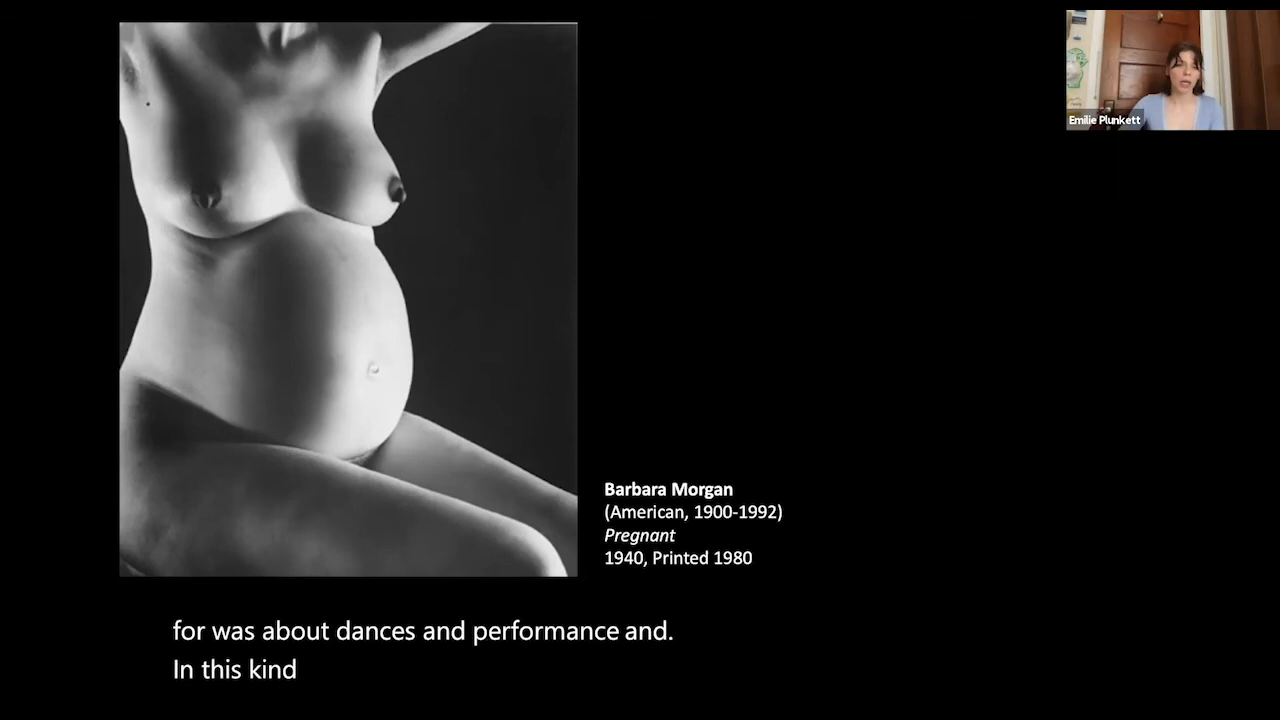 Emilie Plunkett
Barbara Morgan
(American, 1900-1992)
Pregnant
1940, Printed 1980
for was about dances and performance and.
In this kind